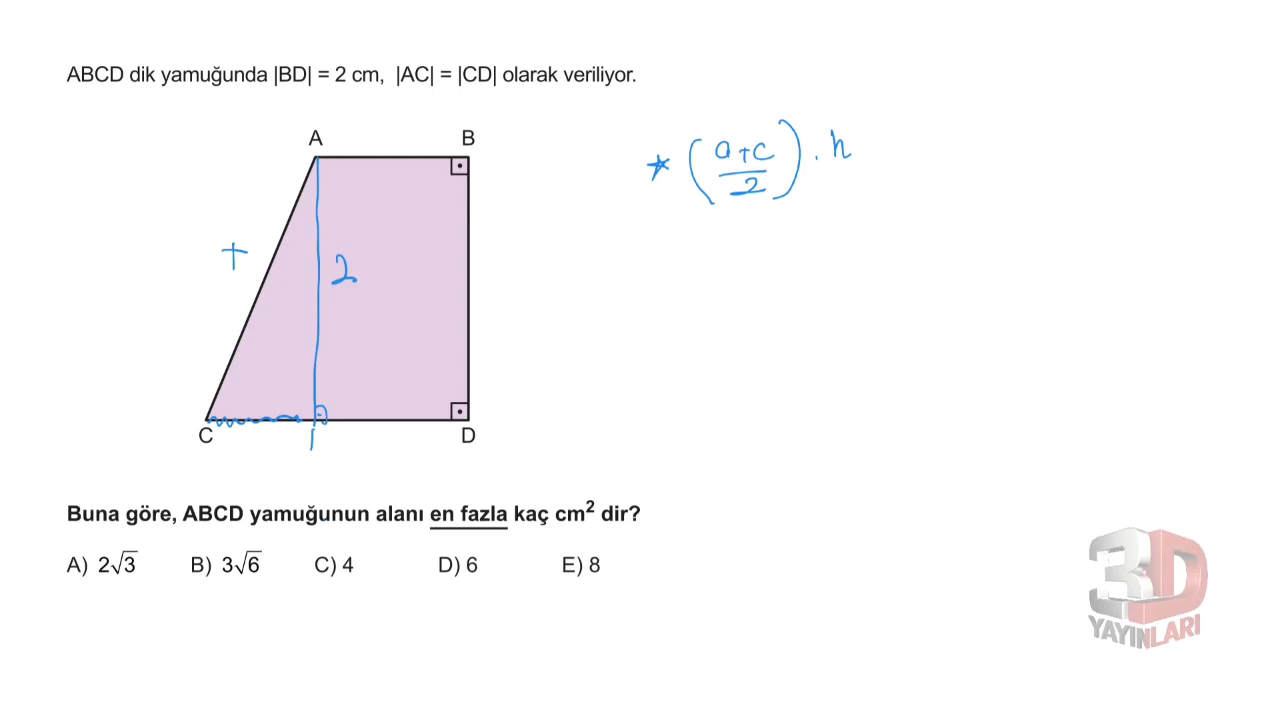 ABCD dik yamuğunda |BD| = 2 cm, |AC| = |CD| olarak veriliyor.
A B
* (a+c/2) . h
+ 2
C D
Buna göre, ABCD yamuğunun alanı en fazla kaç cm² dir?
A) 2√3 B) 3√6 C) 4 D) 6 E) 8
3D
YAYINLARI